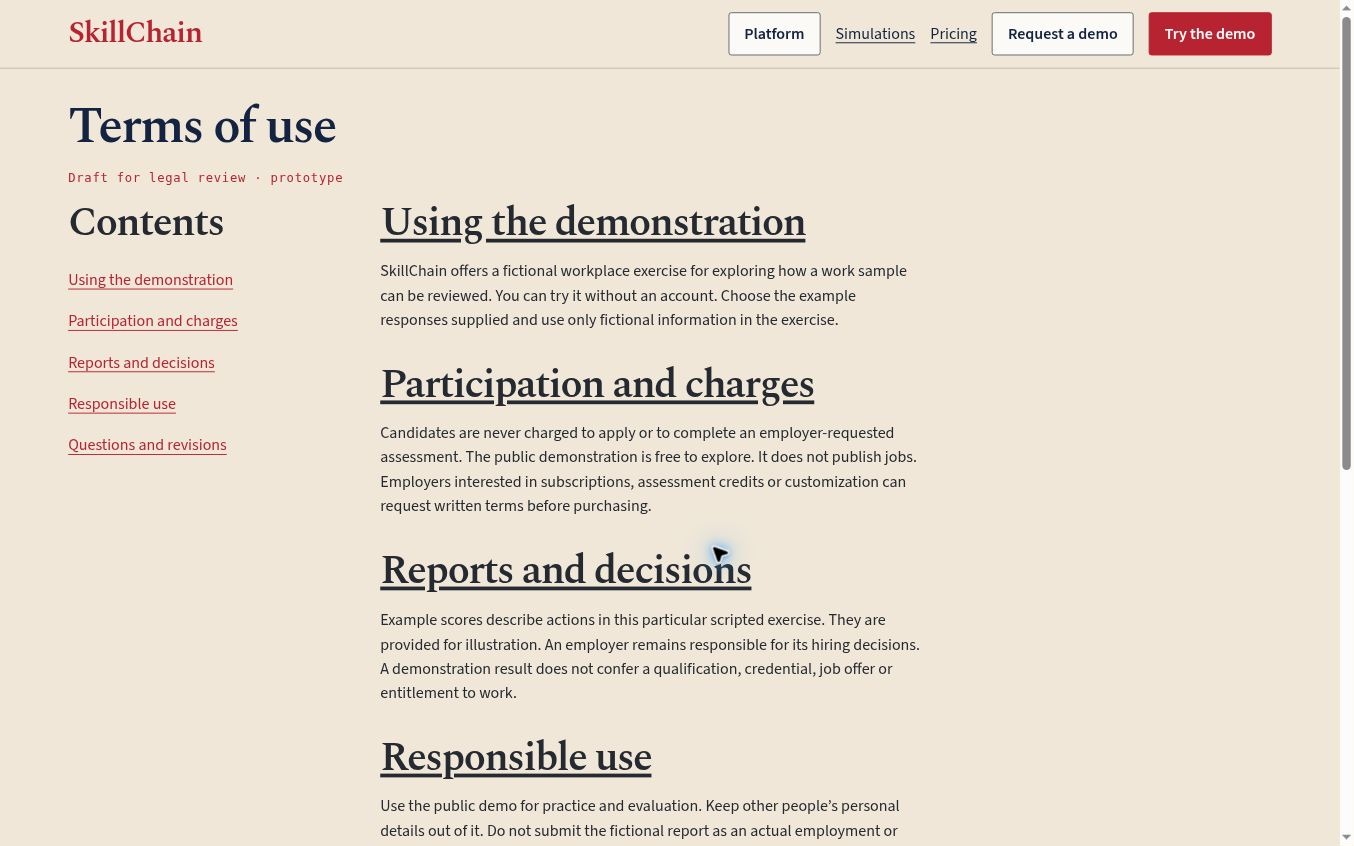 SkillChain
Platform
Simulations
Pricing
Request a demo
Try the demo
Terms of use
Draft for legal review · prototype
Contents
Using the demonstration
Participation and charges
Reports and decisions
Responsible use
Questions and revisions
Using the demonstration
SkillChain offers a fictional workplace exercise for exploring how a work sample
can be reviewed. You can try it without an account. Choose the example
responses supplied and use only fictional information in the exercise.
Participation and charges
Candidates are never charged to apply or to complete an employer-requested
assessment. The public demonstration is free to explore. It does not publish jobs.
Employers interested in subscriptions, assessment credits or customization can
request written terms before purchasing.
Reports and decisions
Example scores describe actions in this particular scripted exercise. They are
provided for illustration. An employer remains responsible for its hiring decisions.
A demonstration result does not confer a qualification, credential, job offer or
entitlement to work.
Responsible use
Use the public demo for practice and evaluation. Keep other people’s personal
details out of it. Do not submit the fictional report as an actual employment or